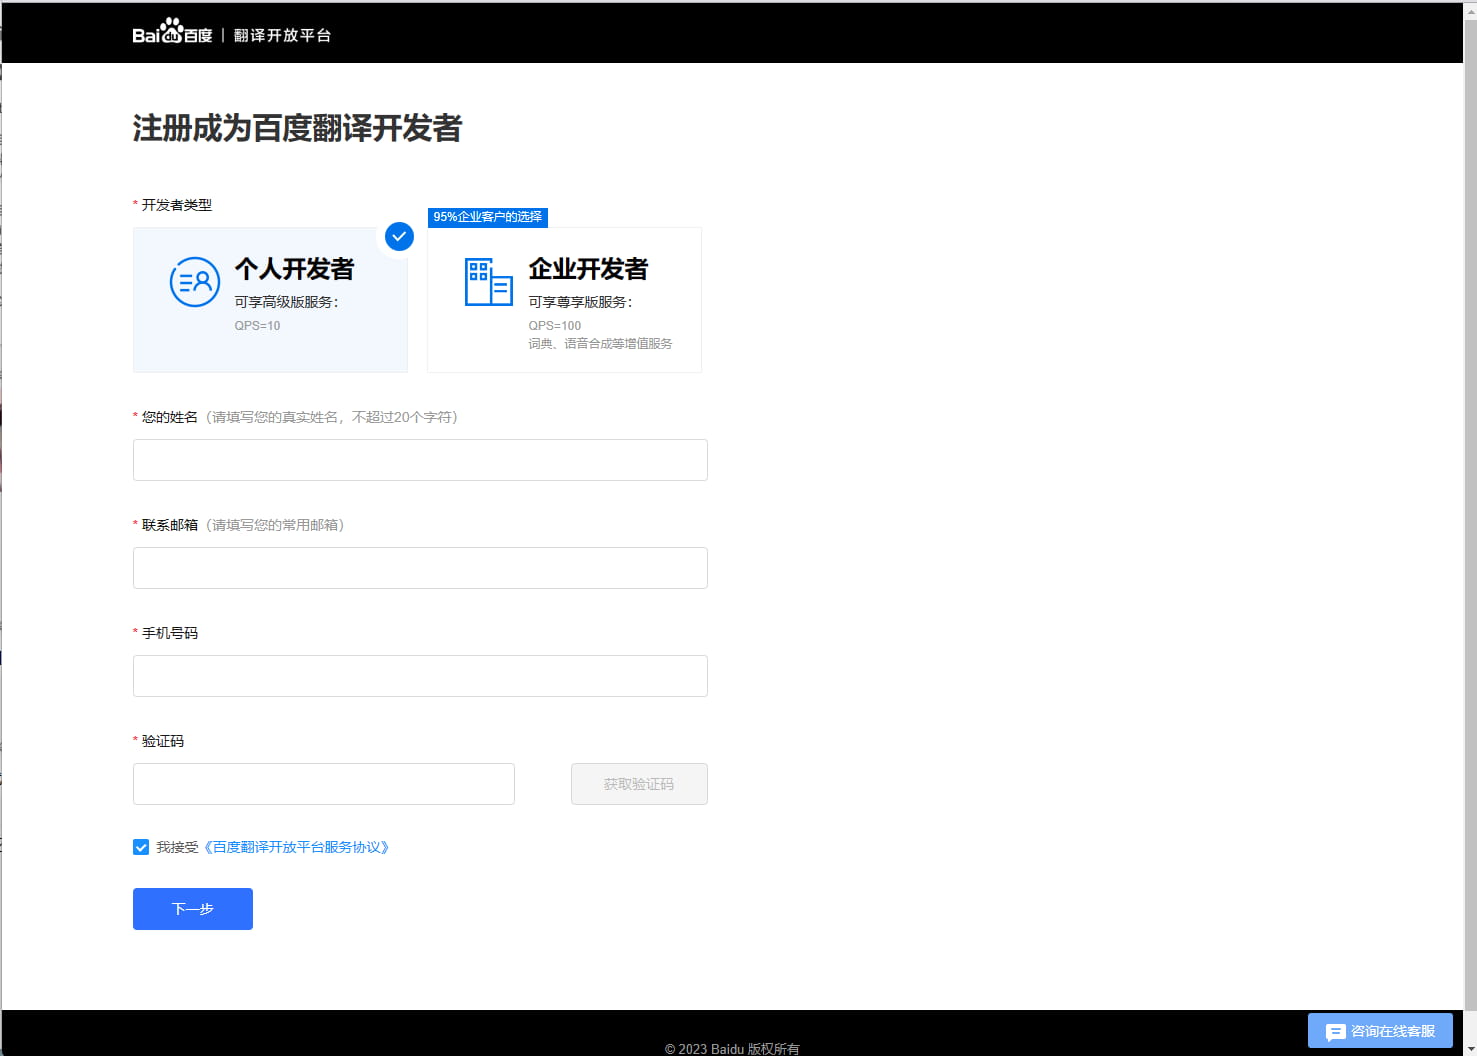 Bai du 百度 | 翻译开放平台
注册成为百度翻译开发者
* 开发者类型
个人开发者
可享高级版服务：
QPS=10
95%企业客户的选择
企业开发者
可享尊享版服务：
QPS=100
词典、语音合成等增值服务
* 您的姓名（请填写您的真实姓名，不超过20个字符）
* 联系邮箱（请填写您的常用邮箱）
* 手机号码
* 验证码
获取验证码
我接受《百度翻译开放平台服务协议》
下一步
咨询在线客服
© 2023 Baidu 版权所有